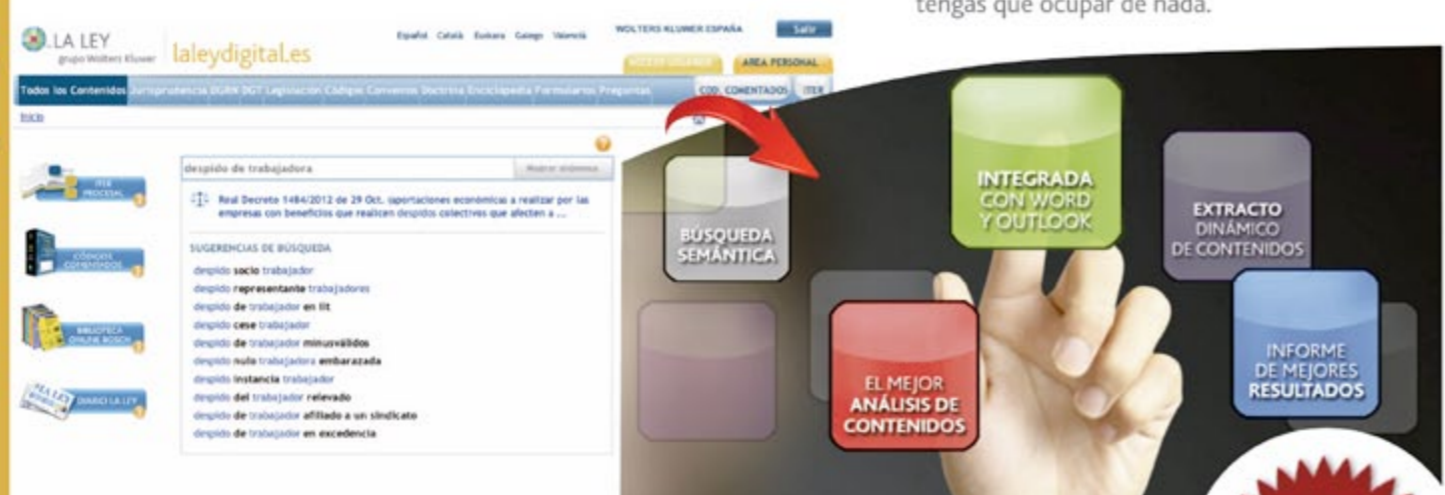 tengas que ocupar de nada.
LA LEY
grupo Wolters Kluwer
laleydigital.es
Español Català Euskara Galego Valencià
WOLTERS KLUWER ESPAÑA
Salir
AREA PERSONAL
Todos los Contenidos Jurisprudencia DGRN DGT Legislación Códigos Convenios Doctrina Enciclopedia Formularios Preguntas
COD. COMENTADOS ITER
Inicio
ITER
PROCESAL
CÓDIGOS
COMENTADOS
BIBLIOTECA
ONLINE BOSCH
DIARIO LA LEY
despido de trabajadora
Real Decreto 1484/2012 de 29 Oct. (aportaciones económicas a realizar por las
empresas con beneficios que realicen despidos colectivos que afecten a ...
SUGERENCIAS DE BÚSQUEDA
despido socio trabajador
despido representante trabajadores
despido de trabajador en lit
despido cese trabajador
despido de trabajador minusválidos
despido nulo trabajadora embarazada
despido instancia trabajador
despido del trabajador relevado
despido de trabajador afiliado a un sindicato
despido de trabajador en excedencia
BÚSQUEDA
SEMÁNTICA
INTEGRADA
CON WORD
Y OUTLOOK
EXTRACTO
DINÁMICO
DE CONTENIDOS
EL MEJOR
ANÁLISIS DE
CONTENIDOS
INFORME
DE MEJORES
RESULTADOS